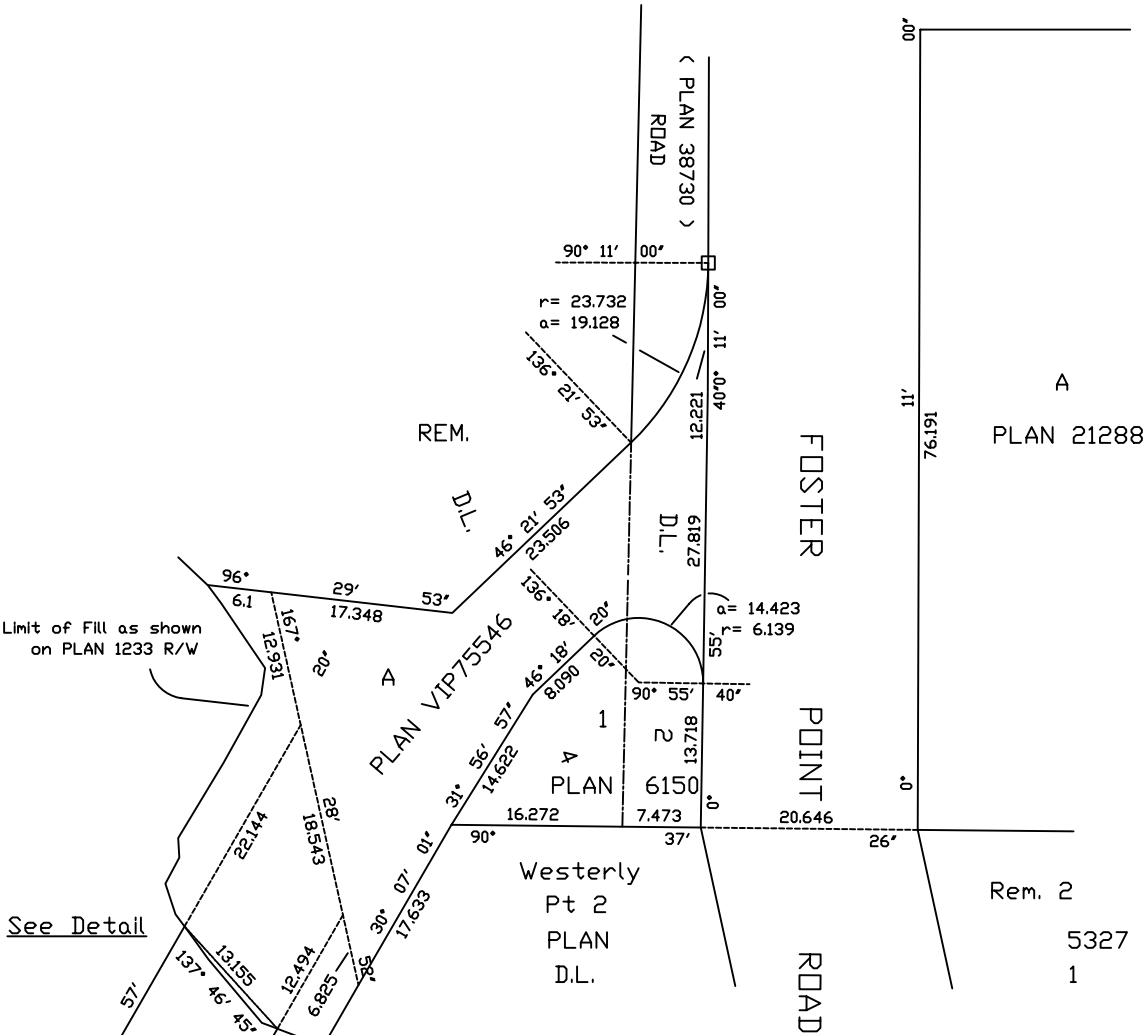 00"
( PLAN 38730 )
ROAD
90° 11' 00"
r= 23.732
a= 19.128
00"
11'
40"0°
12.221
136° 21' 53"
REM.
D.L.
46° 21' 53"
23.506
D.L.
27.819
FOSTER
11'
76.191
A
PLAN 21288
96° 29' 53"
6.1 17.348
Limit of Fill as shown
on PLAN 1233 R/W
167°
12.931
20"
A
PLAN VIP75546
136° 18' 20"
20"
a= 14.423
r= 6.139
55'
46° 18'
8.090
90° 55' 40"
1
2
13.718
4
PLAN 6150
0°
31° 56' 57"
14.622
POINT
0°
16.272 7.473 20.646
90° 37' 26"
22.144
28'
18.543
30° 07' 01"
17.633
Westerly
Pt 2
PLAN
D.L.
Rem. 2
5327
1
See Detail
13.155
137° 46' 45"
12.494
6.825
52"
57'
ROAD